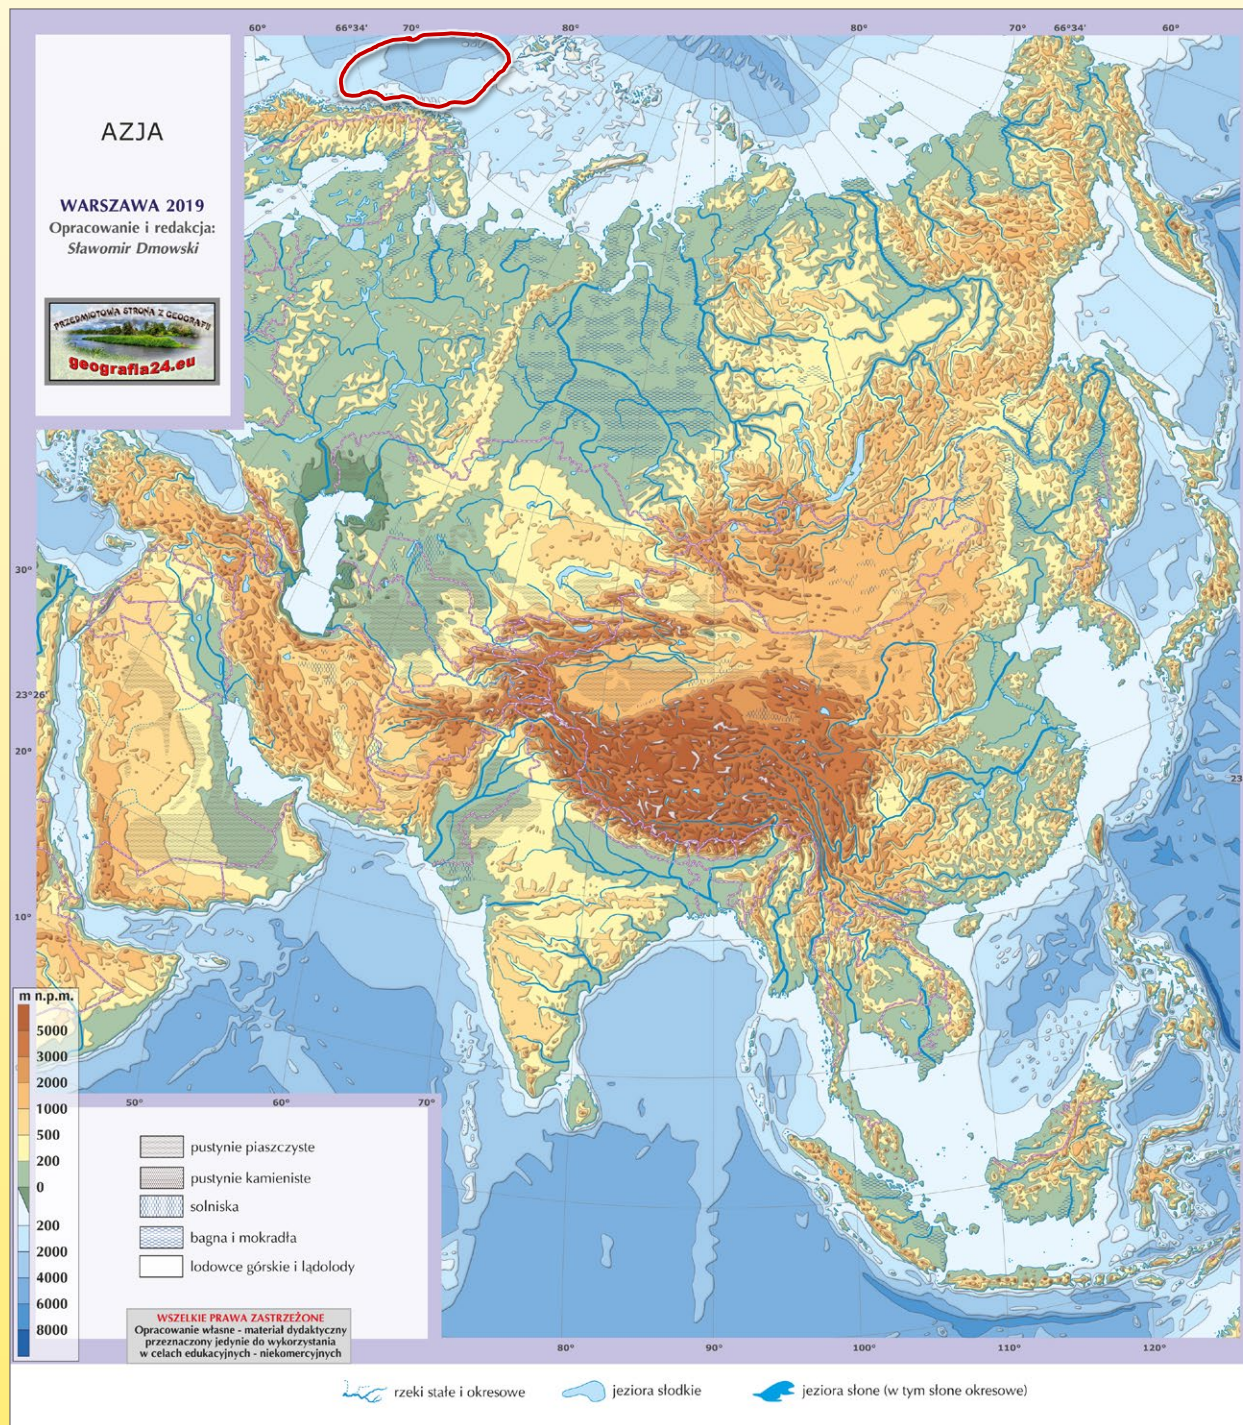 60° 66°34' 70° 80° 80° 70° 66°34' 60°
AZJA
WARSZAWA 2019
Opracowanie i redakcja:
Sławomir Dmowski
PRZEDMIOTOWA STRONA Z GEOGRAFII
geografia24.eu
30°
23°26'
20°
10°
23
m n.p.m.
5000
3000
2000
1000
500
200
0
200
2000
4000
6000
8000
50° 60° 70°
pustynie piaszczyste
pustynie kamieniste
solniska
bagna i mokradła
lodowce górskie i lądolody
WSZELKIE PRAWA ZASTRZEŻONE
Opracowanie własne - materiał dydaktyczny
przeznaczony jedynie do wykorzystania
w celach edukacyjnych - niekomercyjnych
80° 90° 100° 110° 120°
rzeki stałe i okresowe
jeziora słodkie
jeziora słone (w tym słone okresowe)